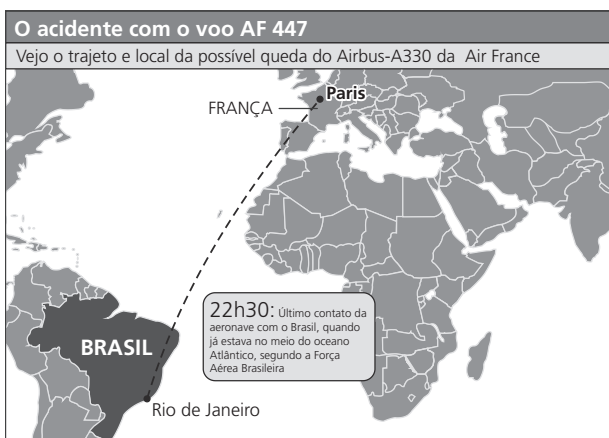 O acidente com o voo AF 447
Vejo o trajeto e local da possível queda do Airbus-A330 da Air France
Paris
FRANÇA
22h30: Último contato da
aeronave com o Brasil, quando
já estava no meio do oceano
Atlântico, segundo a Força
Aérea Brasileira
BRASIL
Rio de Janeiro